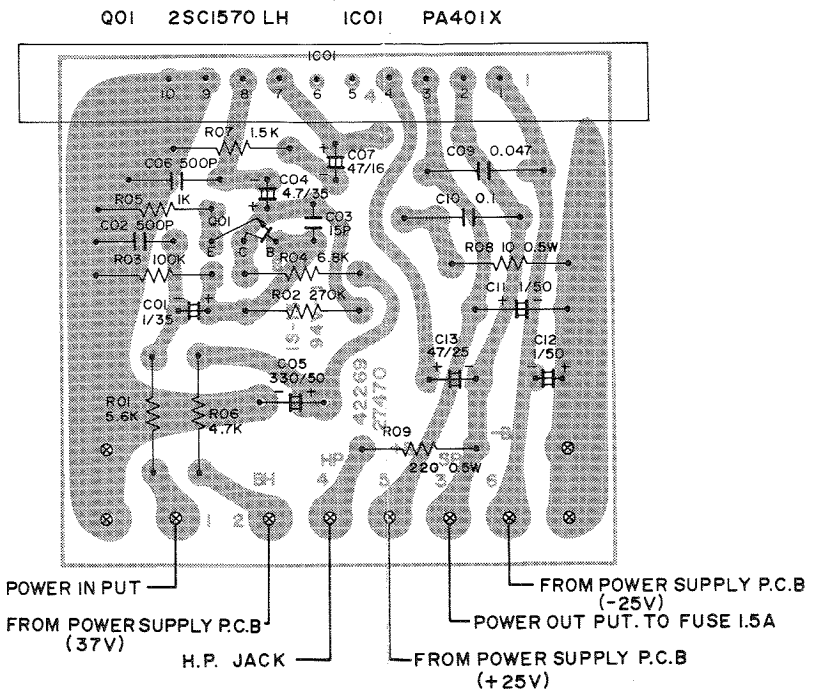 Q01 2SC1570 LH IC01 PA401X
IC01
10 9 8 7 6 5 4 3 2 1
4
1
R07 1.5K
C06 500P
+ C07
47/16
-
C09 0.047
- C04
4.7/35
+
R05 1K
Q01
C03
15P
C10 0.1
C02 500P
E C B
R03 100K
R04 6.8K
R08 10 0.5W
C01
- +
1/35
R02 270K
C11 1/50
+ -
C13
47/25
+ -
C12
1/50
- +
C05
330/50
- +
42269
27470
R01
5.6K
R06
4.7K
R09
220 0.5W
BH HP SP -B
1 2 4 5 3 6
POWER IN PUT
FROM POWER SUPPLY P.C.B
(37V)
H.P. JACK
FROM POWER SUPPLY P.C.B
(-25V)
POWER OUT PUT. TO FUSE 1.5A
FROM POWER SUPPLY P.C.B
(+25V)